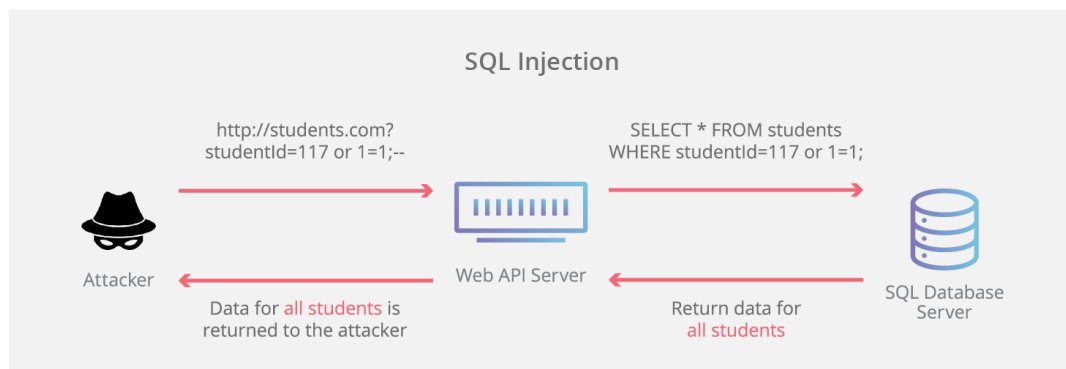 SQL Injection
http://students.com?
studentId=117 or 1=1;--
SELECT * FROM students
WHERE studentId=117 or 1=1;
Attacker
Web API Server
SQL Database
Server
Data for all students is
returned to the attacker
Return data for
all students